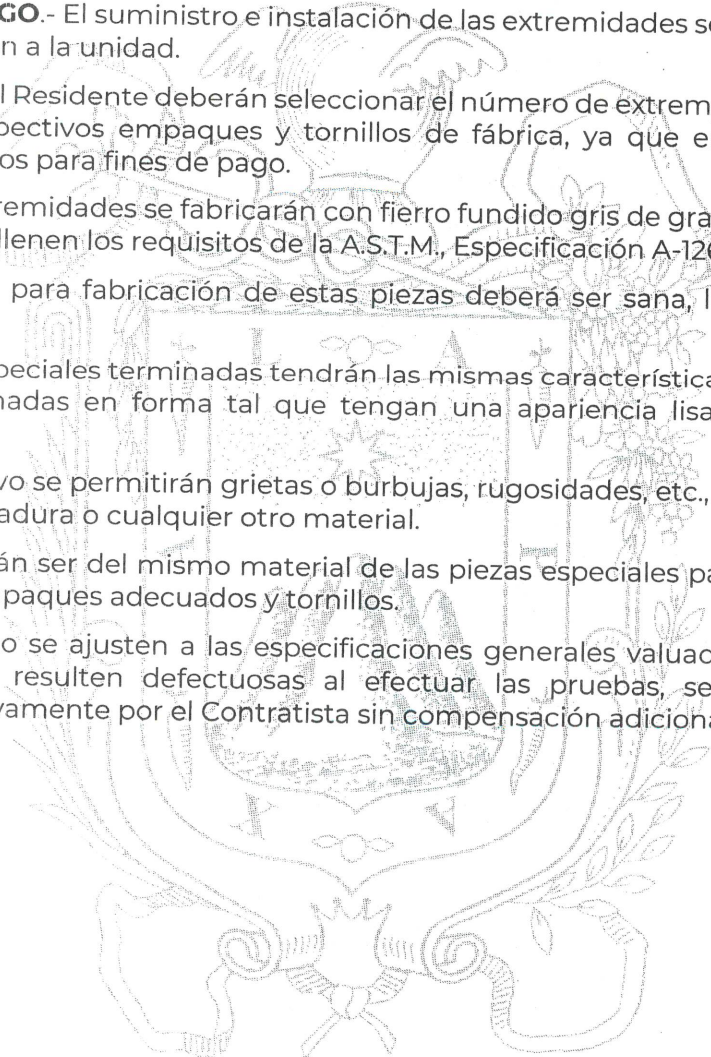 GO.- El suministro e instalación de las extremidades s
n a la unidad.
l Residente deberán seleccionar el número de extrem
pectivos empaques y tornillos de fábrica, ya que e
os para fines de pago.
remidades se fabricarán con fierro fundido gris de gra
llenen los requisitos de la A.S.T.M., Especificación A-126
para fabricación de estas piezas deberá ser sana, l
peciales terminadas tendrán las mismas característica
nadas en forma tal que tengan una apariencia lisa
vo se permitirán grietas o burbujas, rugosidades, etc.,
adura o cualquier otro material.
án ser del mismo material de las piezas especiales pa
paques adecuados y tornillos.
o se ajusten a las especificaciones generales valuac
resulten defectuosas al efectuar las pruebas, se
vamente por el Contratista sin compensación adiciona